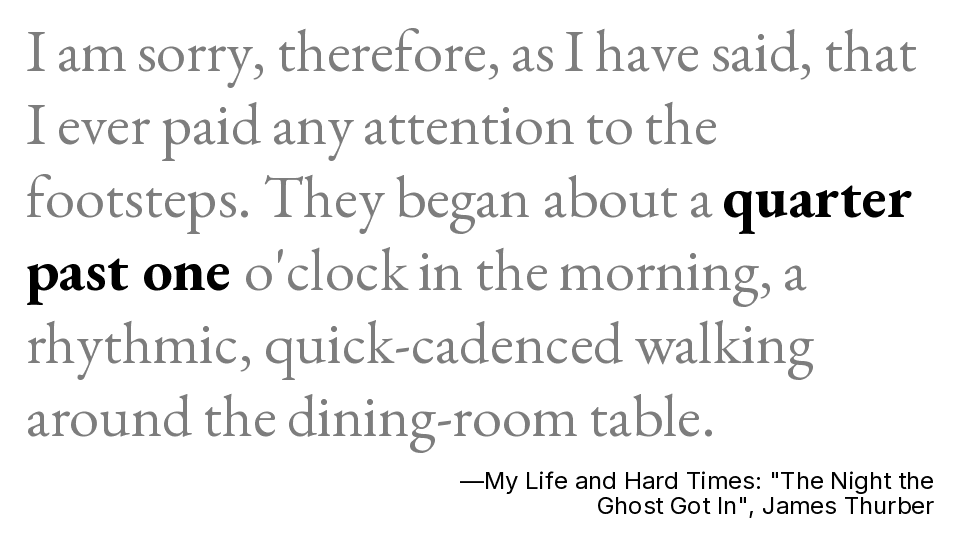 I am sorry, therefore, as I have said, that
I ever paid any attention to the
footsteps. They began about a quarter
past one o'clock in the morning, a
rhythmic, quick-cadenced walking
around the dining-room table.
—My Life and Hard Times: "The Night the
Ghost Got In", James Thurber